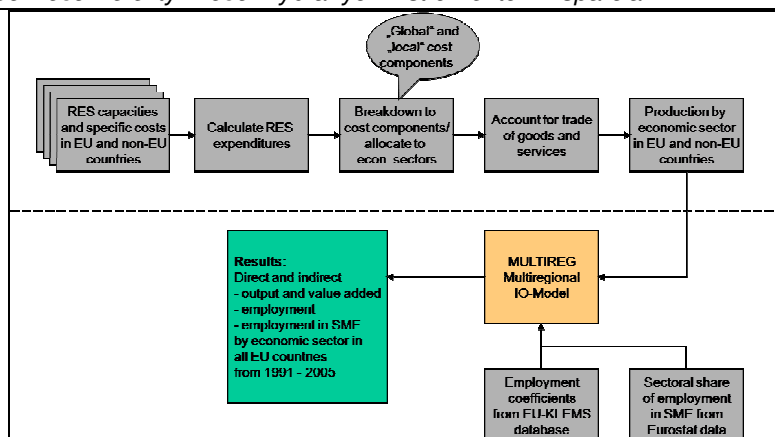 „Global“ and
„local“ cost
components
RES capacities
and specific costs
in EU and non-EU
countries
Calculate RES
expenditures
Breakdown to
cost components/
allocate to
econ. sectors
Account for trade
of goods and
services
Production by
economic sector
in EU and non-EU
countries
Results:
Direct and indirect
- output and value added
- employment
- employment in SME
by economic sector in
all EU countries
from 1991 - 2005
MULTIREG
Multiregional
IO-Model
Employment
coefficients
from EU-KLEMS
database
Sectoral share
of employment
in SME from
Eurostat data